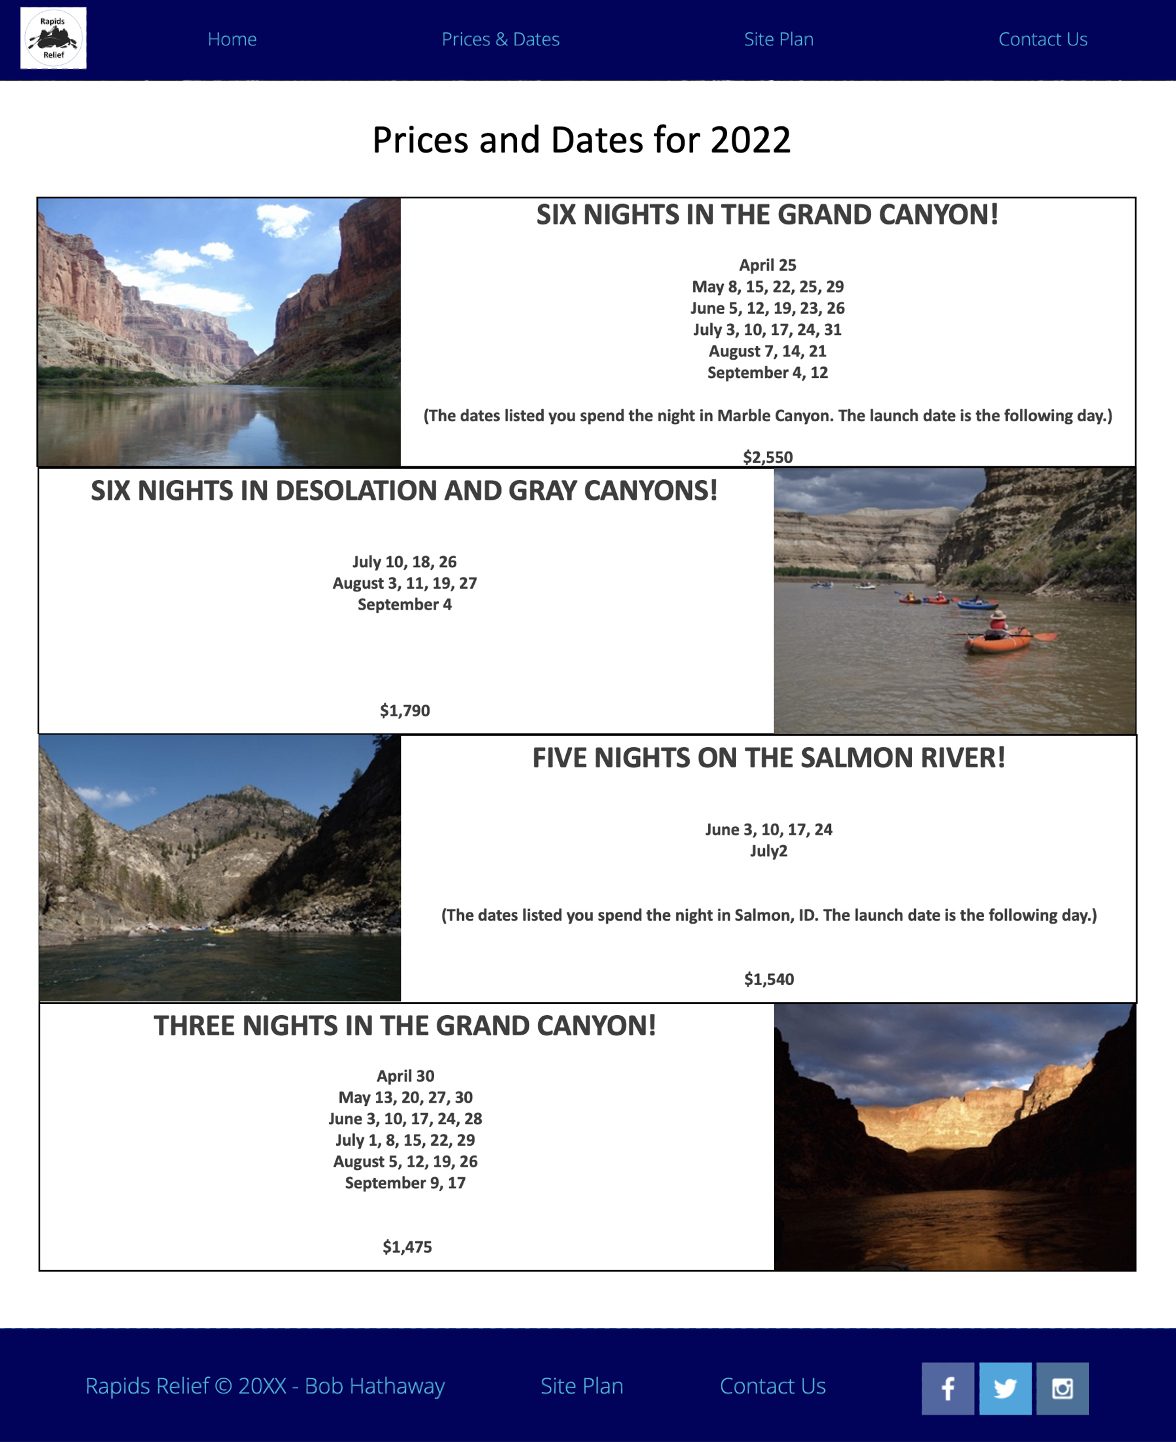 Rapids
Relief
Home
Prices & Dates
Site Plan
Contact Us
Prices and Dates for 2022
SIX NIGHTS IN THE GRAND CANYON!
April 25
May 8, 15, 22, 25, 29
June 5, 12, 19, 23, 26
July 3, 10, 17, 24, 31
August 7, 14, 21
September 4, 12
(The dates listed you spend the night in Marble Canyon. The launch date is the following day.)
$2,550
SIX NIGHTS IN DESOLATION AND GRAY CANYONS!
July 10, 18, 26
August 3, 11, 19, 27
September 4
$1,790
FIVE NIGHTS ON THE SALMON RIVER!
June 3, 10, 17, 24
July2
(The dates listed you spend the night in Salmon, ID. The launch date is the following day.)
$1,540
THREE NIGHTS IN THE GRAND CANYON!
April 30
May 13, 20, 27, 30
June 3, 10, 17, 24, 28
July 1, 8, 15, 22, 29
August 5, 12, 19, 26
September 9, 17
$1,475
Rapids Relief © 20XX - Bob Hathaway
Site Plan
Contact Us